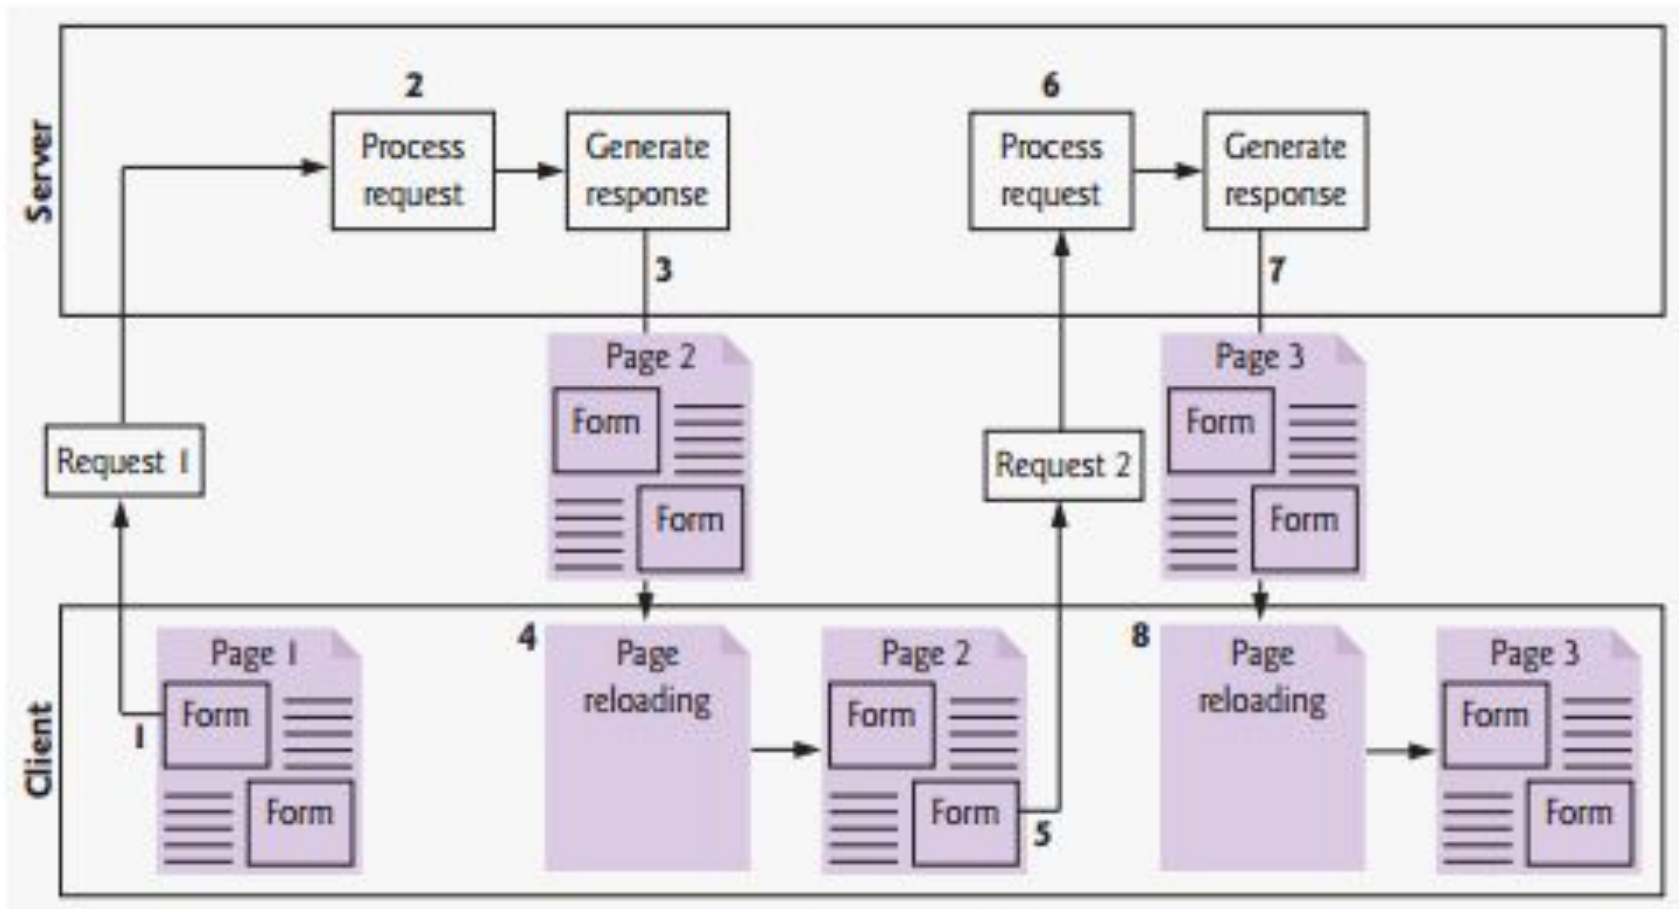 Server
2
Process
request
Generate
response
3
6
Process
request
Generate
response
7
Request 1
Page 2
Form
Form
Request 2
Page 3
Form
Form
Client
1
Page 1
Form
Form
4
Page
reloading
Page 2
Form
Form
5
8
Page
reloading
Page 3
Form
Form